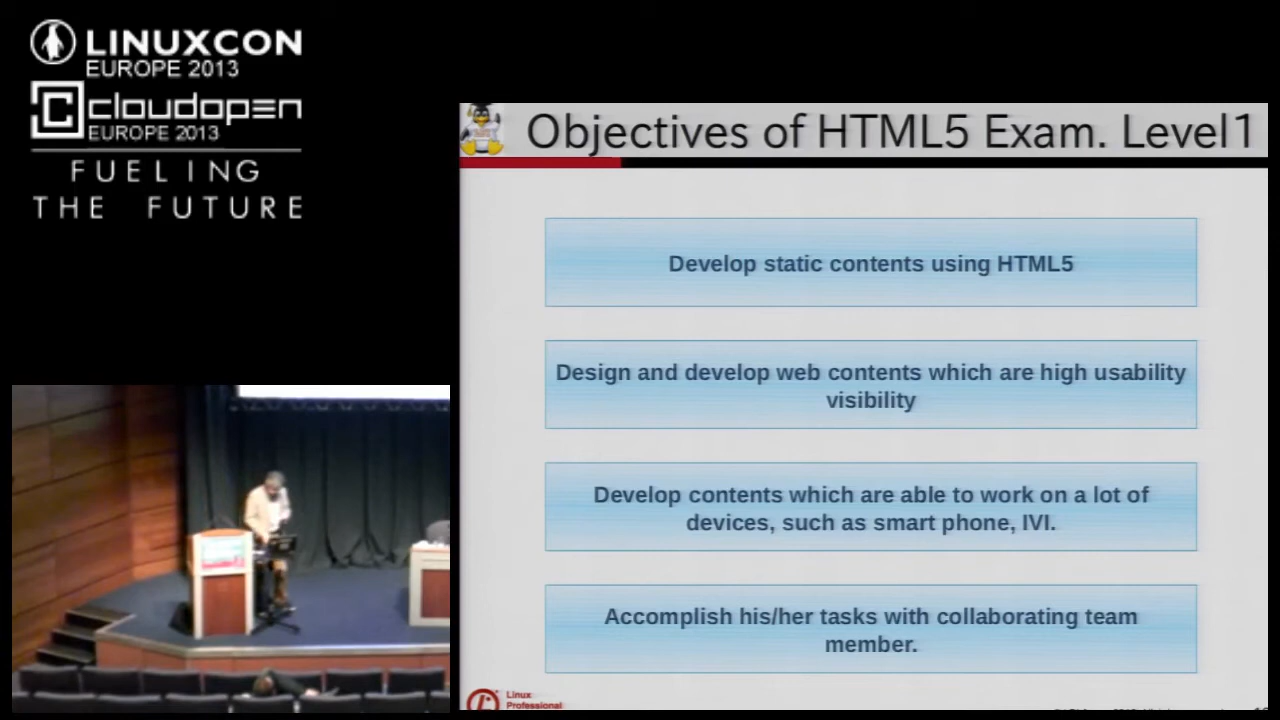 LINUXCON
EUROPE 2013
cloudopen
EUROPE 2013
FUELING
THE FUTURE
Objectives of HTML5 Exam. Level1
Develop static contents using HTML5
Design and develop web contents which are high usability
visibility
Develop contents which are able to work on a lot of
devices, such as smart phone, IVI.
Accomplish his/her tasks with collaborating team
member.
Linux
Professional